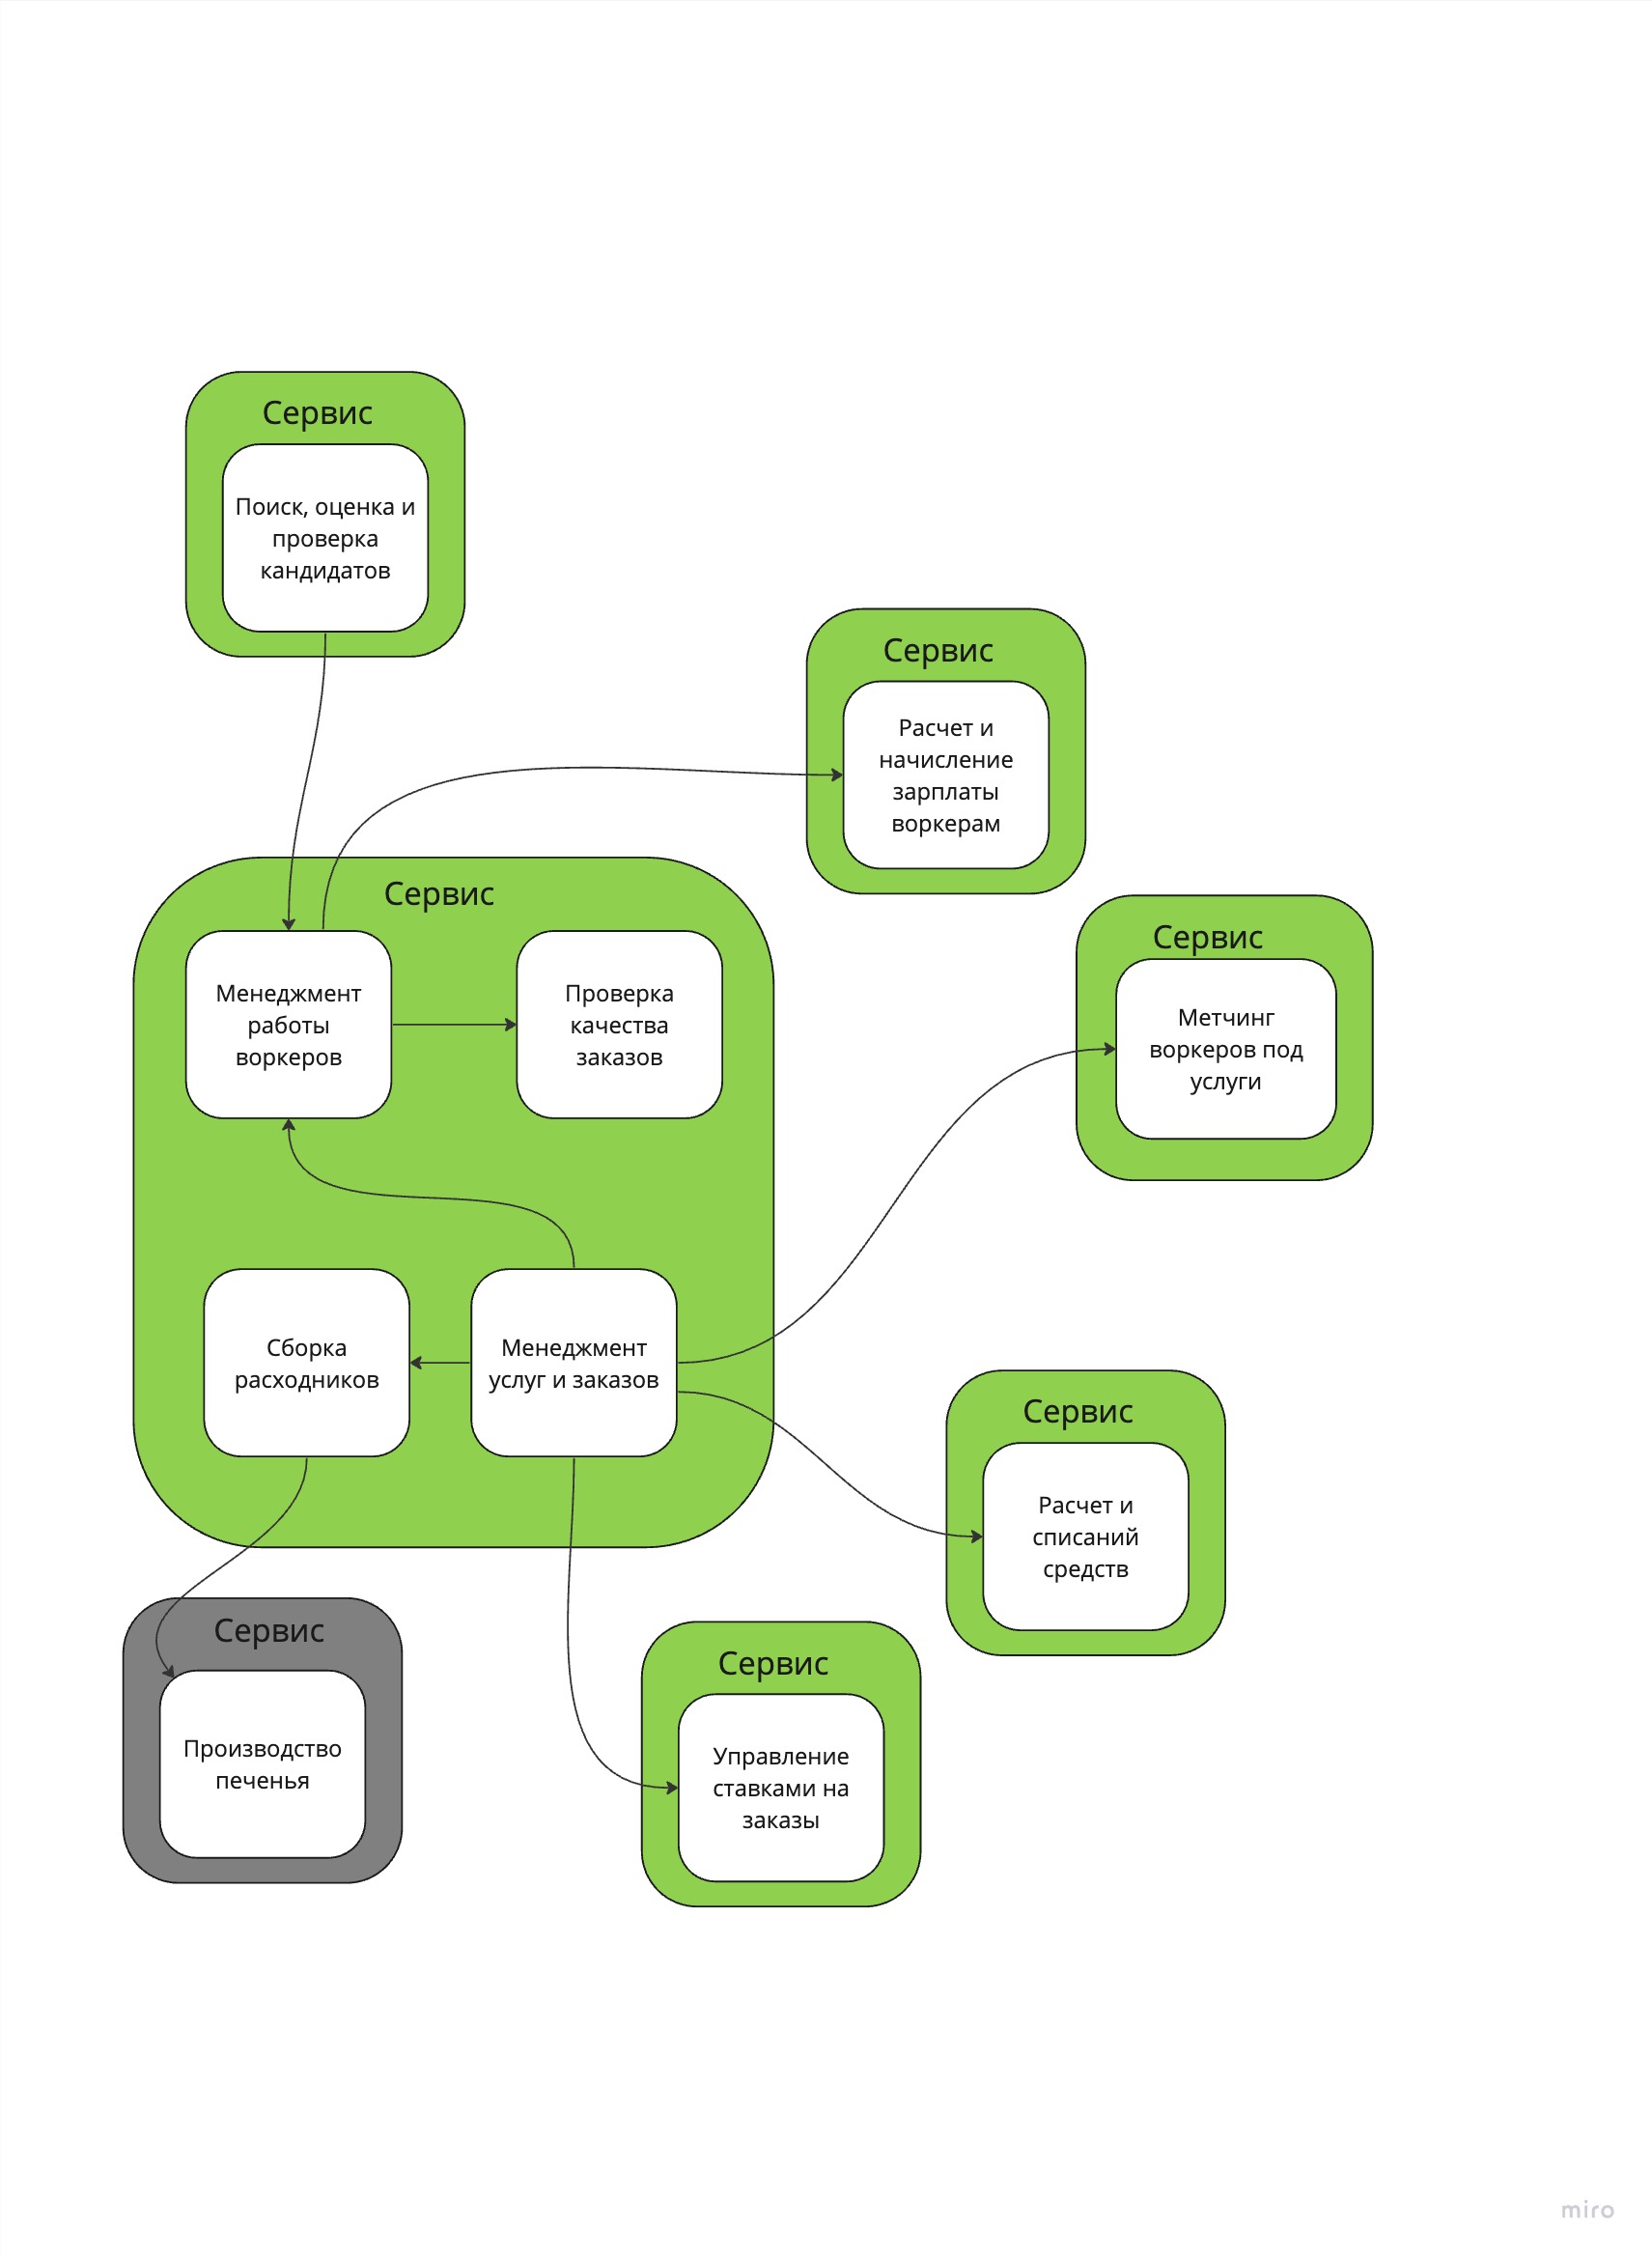 Сервис
Поиск, оценка и
проверка
кандидатов
Сервис
Расчет и
начисление
зарплаты
воркерам
Сервис
Менеджмент
работы
воркеров
Проверка
качества
заказов
Сервис
Метчинг
воркеров под
услуги
Сборка
расходников
Менеджмент
услуг и заказов
Сервис
Расчет и
списаний
средств
Сервис
Производство
печенья
Сервис
Управление
ставками на
заказы
miro